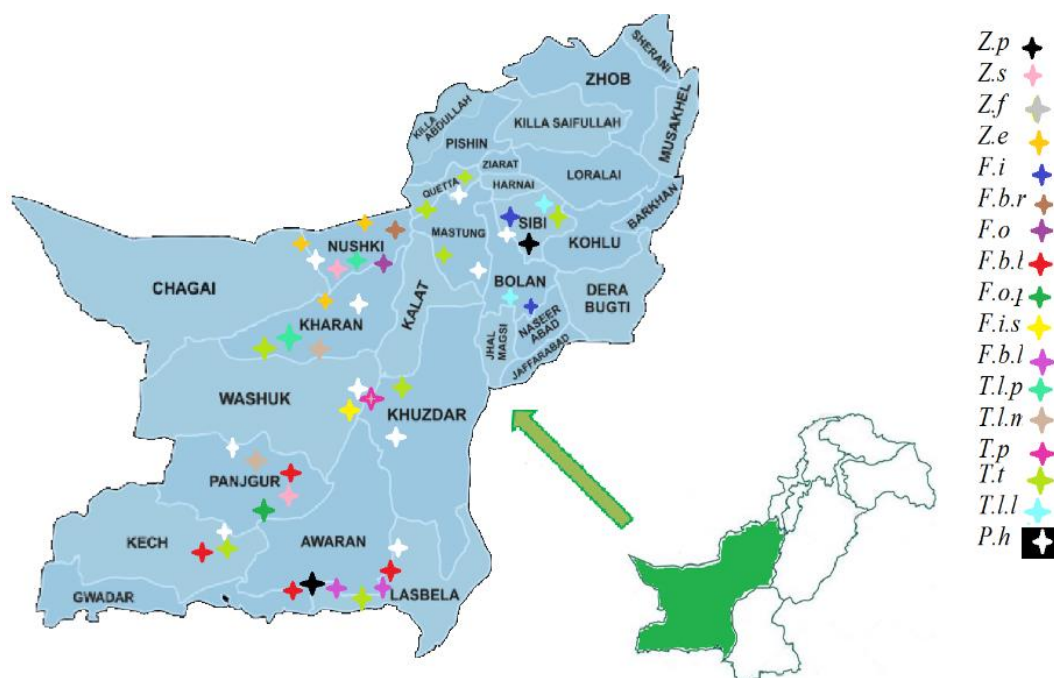 SHERANI
ZHOB
KILLA
ABDULLAH
KILLA SAIFULLAH
MUSAKHEL
PISHIN
ZIARAT
LORALAI
QUETTA
HARNAI
BARKHAN
SIBI
MASTUNG
KOHLU
NUSHKI
CHAGAI
BOLAN
DERA
BUGTI
KALAT
KHARAN
NASEER
ABAD
JHAL
MAGSI
JAFFARABAD
WASHUK
KHUZDAR
PANJGUR
KECH
AWARAN
GWADAR
LASBELA
Z.p
Z.s
Z.f
Z.e
F.i
F.b.r
F.o
F.b.b
F.o.p
F.i.s
F.b.l
T.l.p
T.l.m
T.p
T.t
T.l.l
P.h